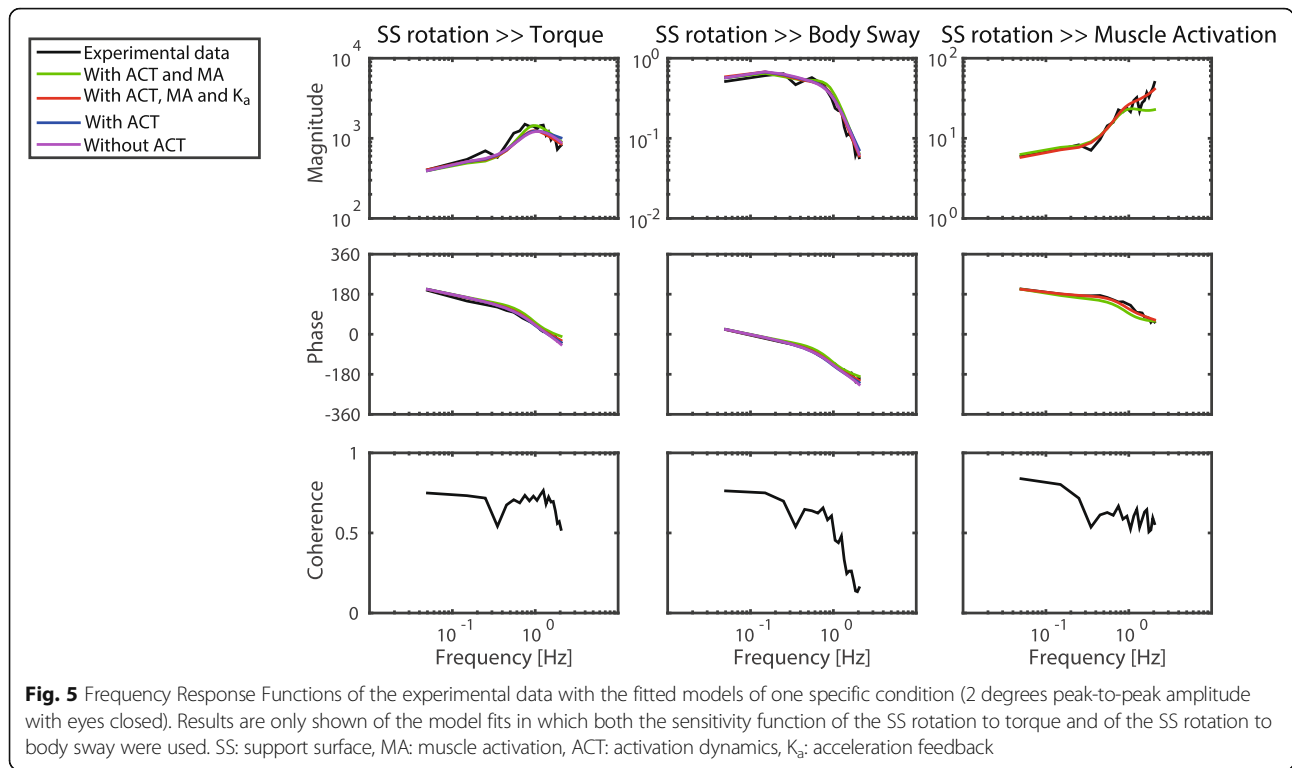 Experimental data
With ACT and MA
With ACT, MA and Ka
With ACT
Without ACT
SS rotation >> Torque
SS rotation >> Body Sway
SS rotation >> Muscle Activation
Magnitude
10^4
10^3
10^2
10^0
10^-1
10^-2
10^2
10^1
10^0
Phase
360
180
0
-180
-360
Coherence
1
0.5
0
10^-1
10^0
10^-1
10^0
10^-1
10^0
Frequency [Hz]
Frequency [Hz]
Frequency [Hz]
Fig. 5 Frequency Response Functions of the experimental data with the fitted models of one specific condition (2 degrees peak-to-peak amplitude
with eyes closed). Results are only shown of the model fits in which both the sensitivity function of the SS rotation to torque and of the SS rotation to
body sway were used. SS: support surface, MA: muscle activation, ACT: activation dynamics, Ka: acceleration feedback